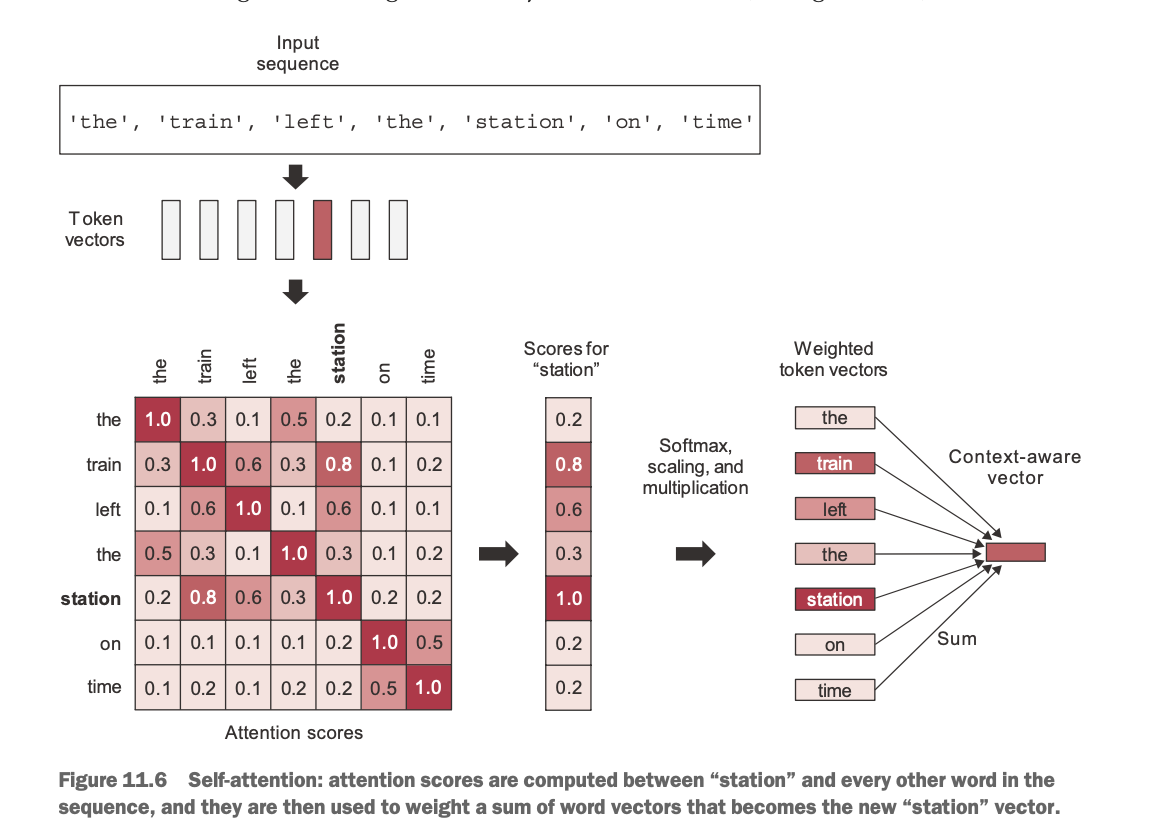 Input
sequence
'the', 'train', 'left', 'the', 'station', 'on', 'time'
Token
vectors
the train left the station on time
the 1.0 0.3 0.1 0.5 0.2 0.1 0.1
train 0.3 1.0 0.6 0.3 0.8 0.1 0.2
left 0.1 0.6 1.0 0.1 0.6 0.1 0.1
the 0.5 0.3 0.1 1.0 0.3 0.1 0.2
station 0.2 0.8 0.6 0.3 1.0 0.2 0.2
on 0.1 0.1 0.1 0.1 0.2 1.0 0.5
time 0.1 0.2 0.1 0.2 0.2 0.5 1.0
Attention scores
Scores for
“station”
0.2
0.8
0.6
0.3
1.0
0.2
0.2
Softmax,
scaling, and
multiplication
Weighted
token vectors
the
train
left
the
station
on
time
Context-aware
vector
Sum
Figure 11.6 Self-attention: attention scores are computed between “station” and every other word in the
sequence, and they are then used to weight a sum of word vectors that becomes the new “station” vector.